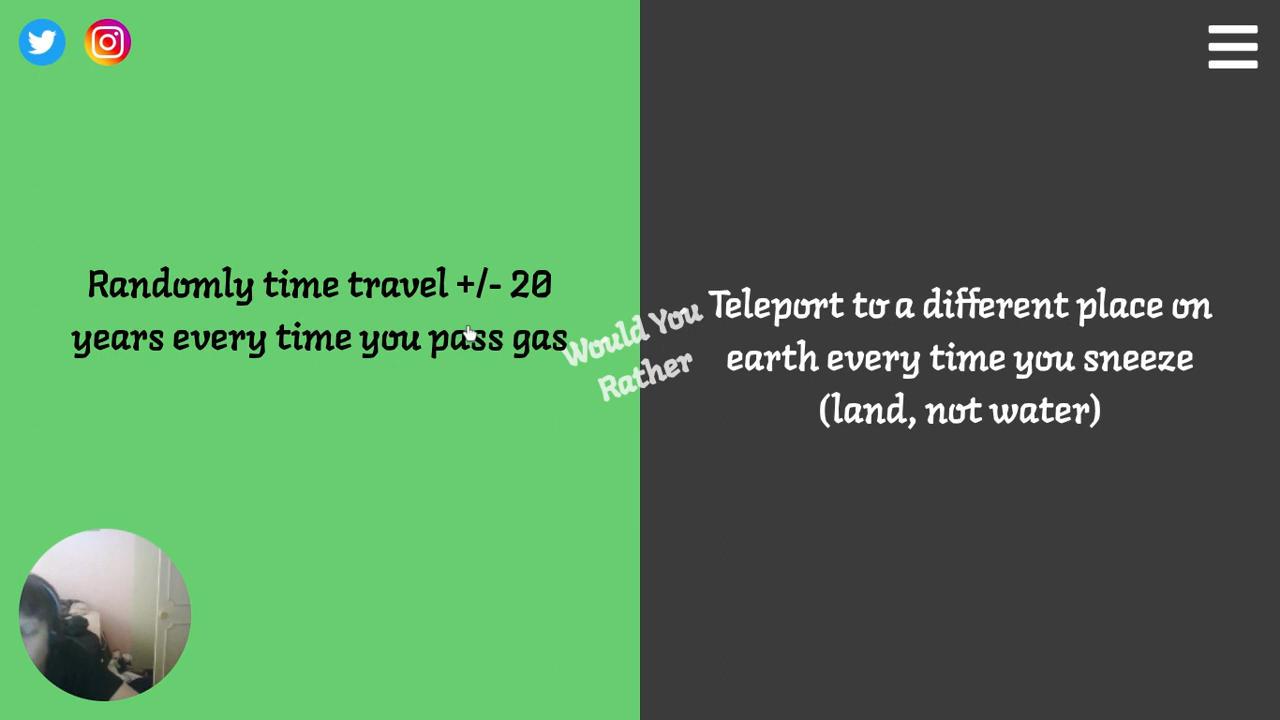 Randomly time travel +/- 20
years every time you pass gas
Would You
Rather
Teleport to a different place on
earth every time you sneeze
(land, not water)